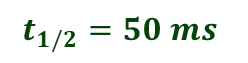 t1/2 = 50 ms